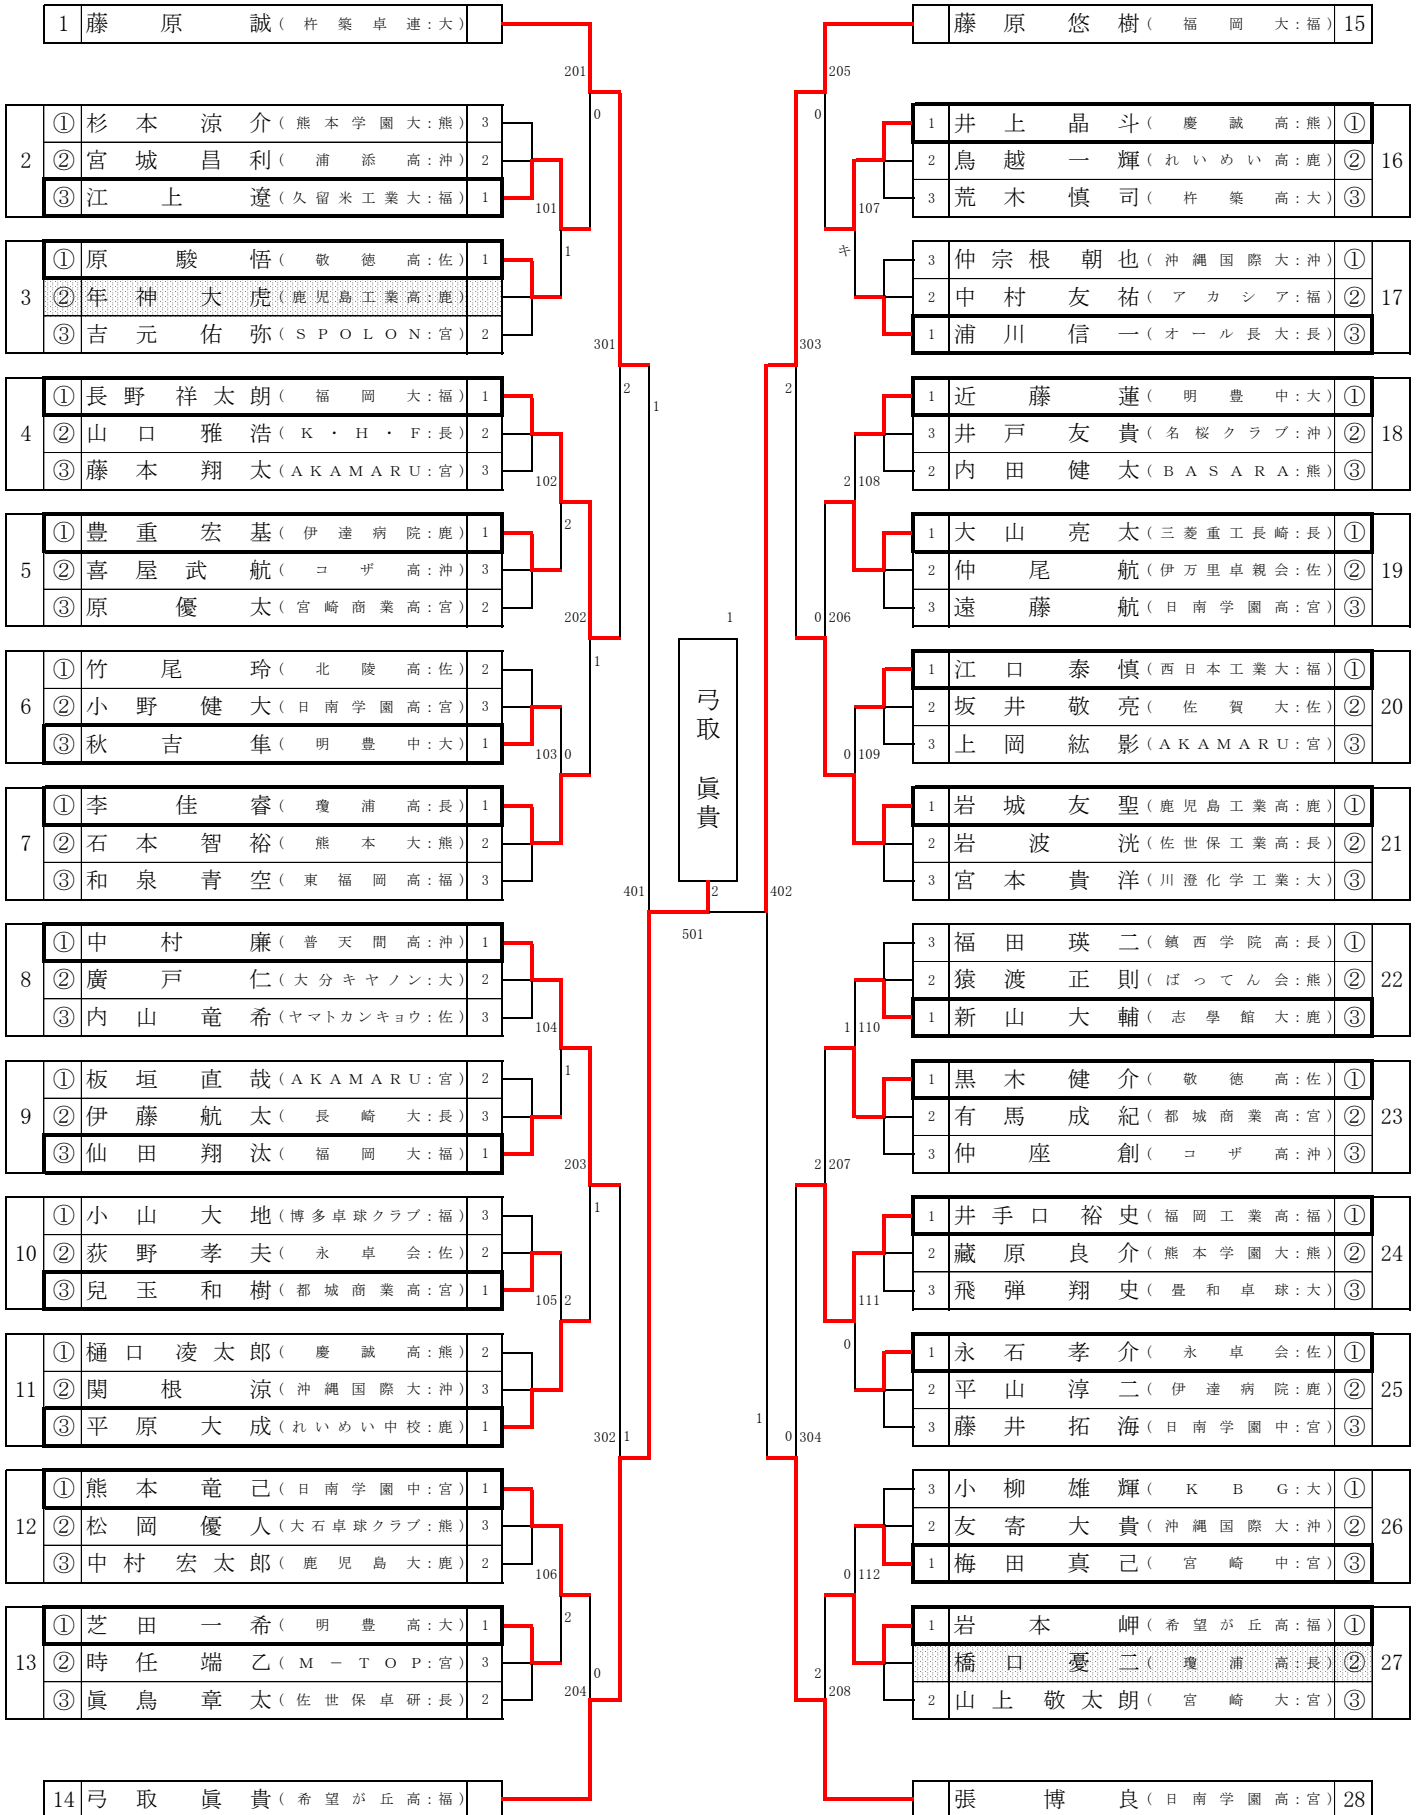 1 藤原 誠 (杵築卓連:大)
201
0
2
① 杉本 涼介 (熊本学園大:熊) 3
② 宮城 昌利 (浦添高:沖) 2
③ 江上 遼 (久留米工業大:福) 1
101
1
3
① 原 駿悟 (敬徳高:佐) 1
② 年神 大虎 (鹿児島工業高:鹿)
③ 吉元 佑弥 (SPOLON:宮) 2
301
2
1
4
① 長野 祥太朗 (福岡大:福) 1
② 山口 雅浩 (K・H・F:長) 2
③ 藤本 翔太 (AKAMARU:宮) 3
102
2
5
① 豊重 宏基 (伊達病院:鹿) 1
② 喜屋武 航 (コザ高:沖) 3
③ 原 優太 (宮崎商業高:宮) 2
202
1
6
① 竹尾 玲 (北陵高:佐) 2
② 小野 健大 (日南学園高:宮) 3
③ 秋吉 隼 (明豊中:大) 1
103 0
7
① 李 佳睿 (瓊浦高:長) 1
② 石本 智裕 (熊本大:熊) 2
③ 和泉 青空 (東福岡高:福) 3
401
8
① 中村 廉 (普天間高:沖) 1
② 廣戸 仁 (大分キヤノン:大) 2
③ 内山 竜希 (ヤマトカンキョウ:佐) 3
104
1
9
① 板垣 直哉 (AKAMARU:宮) 2
② 伊藤 航太 (長崎大:長) 3
③ 仙田 翔汰 (福岡大:福) 1
203
1
10
① 小山 大地 (博多卓球クラブ:福) 3
② 荻野 孝夫 (永卓会:佐) 2
③ 兒玉 和樹 (都城商業高:宮) 1
105 2
11
① 樋口 凌太郎 (慶誠高:熊) 2
② 関根 涼 (沖縄国際大:沖) 3
③ 平原 大成 (れいめい中校:鹿) 1
302 1
12
① 熊本 竜己 (日南学園中:宮) 1
② 松岡 優人 (大石卓球クラブ:熊) 3
③ 中村 宏太郎 (鹿児島大:鹿) 2
106
2
13
① 芝田 一希 (明豊高:大) 1
② 時任 端乙 (M-TOP:宮) 3
③ 眞鳥 章太 (佐世保卓研:長) 2
0
204
14 弓取 眞貴 (希望が丘高:福)
1
弓取 眞貴
2
501
藤原 悠樹 (福岡大:福) 15
205
0
1 井上 晶斗 (慶誠高:熊) ①
2 鳥越 一輝 (れいめい高:鹿) ②
3 荒木 慎司 (杵築高:大) ③
16
107
キ
3 仲宗根 朝也 (沖縄国際大:沖) ①
2 中村 友祐 (アカシア:福) ②
1 浦川 信一 (オール長大:長) ③
17
303
2
1 近藤 蓮 (明豊中:大) ①
3 井戸 友貴 (名桜クラブ:沖) ②
2 内田 健太 (BASARA:熊) ③
18
2 108
1 大山 亮太 (三菱重工長崎:長) ①
2 仲尾 航 (伊万里卓親会:佐) ②
3 遠藤 航 (日南学園高:宮) ③
19
0 206
1 江口 泰慎 (西日本工業大:福) ①
2 坂井 敬亮 (佐賀大:佐) ②
3 上岡 紘影 (AKAMARU:宮) ③
20
0 109
1 岩城 友聖 (鹿児島工業高:鹿) ①
2 岩波 洸 (佐世保工業高:長) ②
3 宮本 貴洋 (川澄化学工業:大) ③
21
402
3 福田 瑛二 (鎮西学院高:長) ①
2 猿渡 正則 (ばってん会:熊) ②
1 新山 大輔 (志學館大:鹿) ③
22
1 110
1 黒木 健介 (敬徳高:佐) ①
2 有馬 成紀 (都城商業高:宮) ②
3 仲座 創 (コザ高:沖) ③
23
2 207
1 井手口 裕史 (福岡工業高:福) ①
2 藏原 良介 (熊本学園大:熊) ②
3 飛弾 翔史 (畳和卓球:大) ③
24
111
0
1 永石 孝介 (永卓会:佐) ①
2 平山 淳二 (伊達病院:鹿) ②
3 藤井 拓海 (日南学園中:宮) ③
25
1
0 304
3 小柳 雄輝 (KBG:大) ①
2 友寄 大貴 (沖縄国際大:沖) ②
1 梅田 真己 (宮崎中:宮) ③
26
0 112
1 岩本 岬 (希望が丘高:福) ①
橋口 憂二 (瓊浦高:長) ②
2 山上 敬太朗 (宮崎大:宮) ③
27
2
208
張 博良 (日南学園高:宮) 28